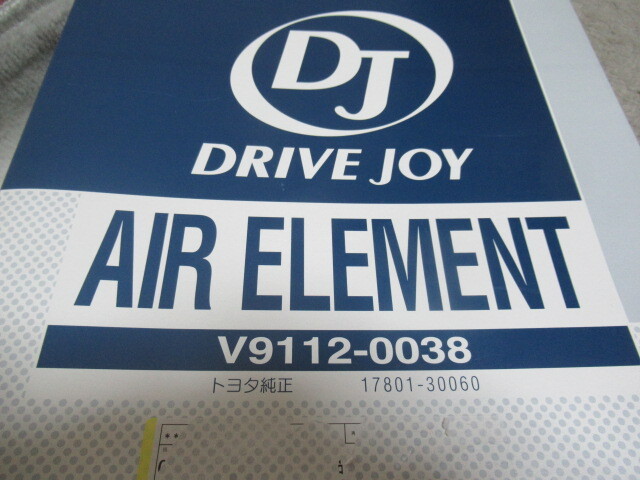 DJ
DRIVE JOY
AIR ELEMENT
V9112-0038
トヨタ純正 17801-30060